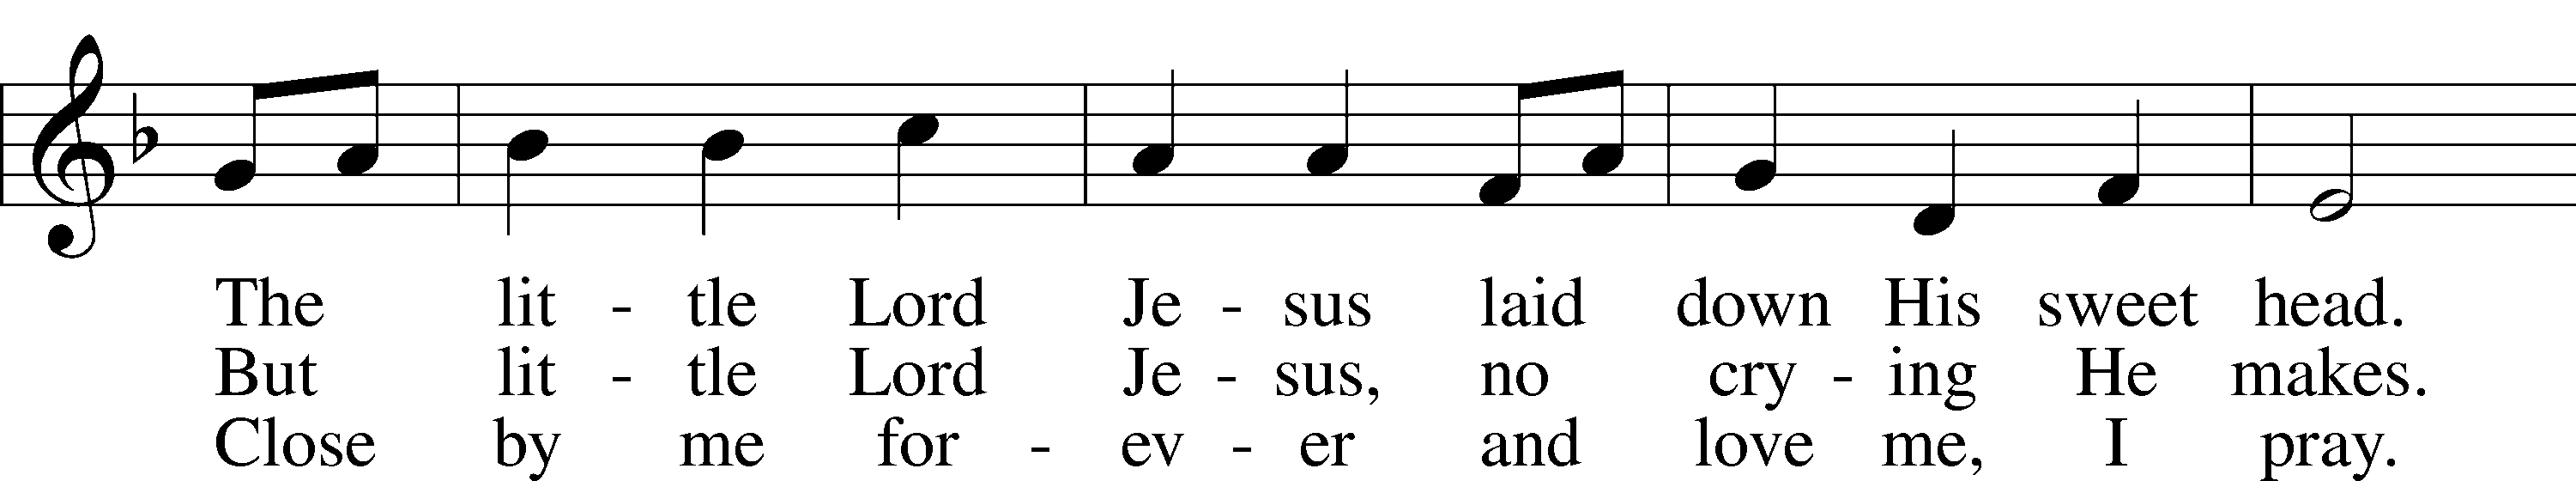 The lit - tle Lord Je - sus laid down His sweet head.
But lit - tle Lord Je - sus, no cry - ing He makes.
Close by me for - ev - er and love me, I pray.